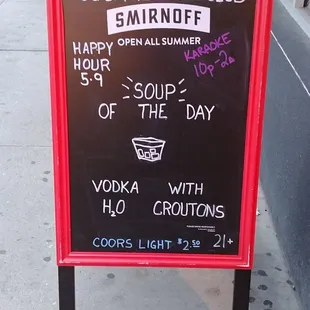 SMIRNOFF
OPEN ALL SUMMER
HAPPY
HOUR
5-9
KARAOKE
10p-2a
SOUP
OF THE DAY
VODKA WITH
H₂O CROUTONS
COORS LIGHT $2.50 21+